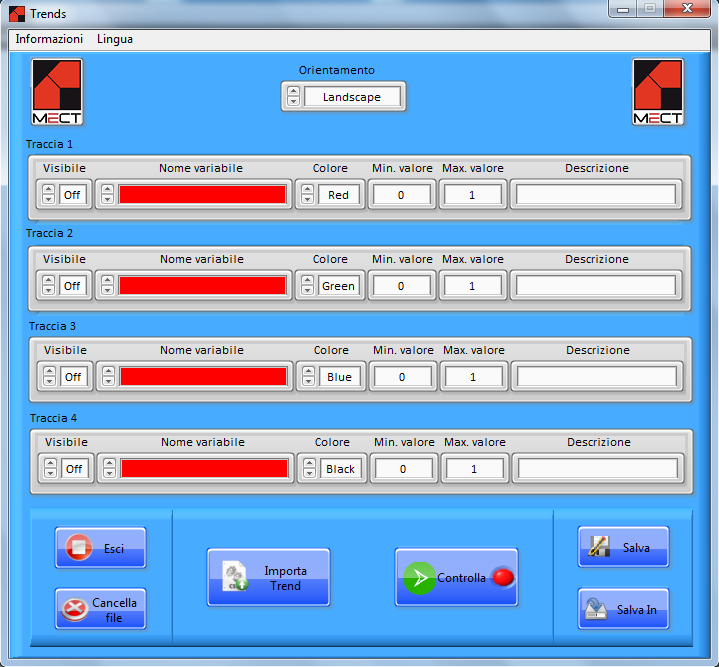 Trends
Informazioni Lingua
Orientamento
Landscape
MECT
MECT
Traccia 1
Visibile Nome variabile Colore Min. valore Max. valore Descrizione
Off Red 0 1
Traccia 2
Visibile Nome variabile Colore Min. valore Max. valore Descrizione
Off Green 0 1
Traccia 3
Visibile Nome variabile Colore Min. valore Max. valore Descrizione
Off Blue 0 1
Traccia 4
Visibile Nome variabile Colore Min. valore Max. valore Descrizione
Off Black 0 1
Esci
Cancella
file
Importa
Trend
Controlla
Salva
Salva In